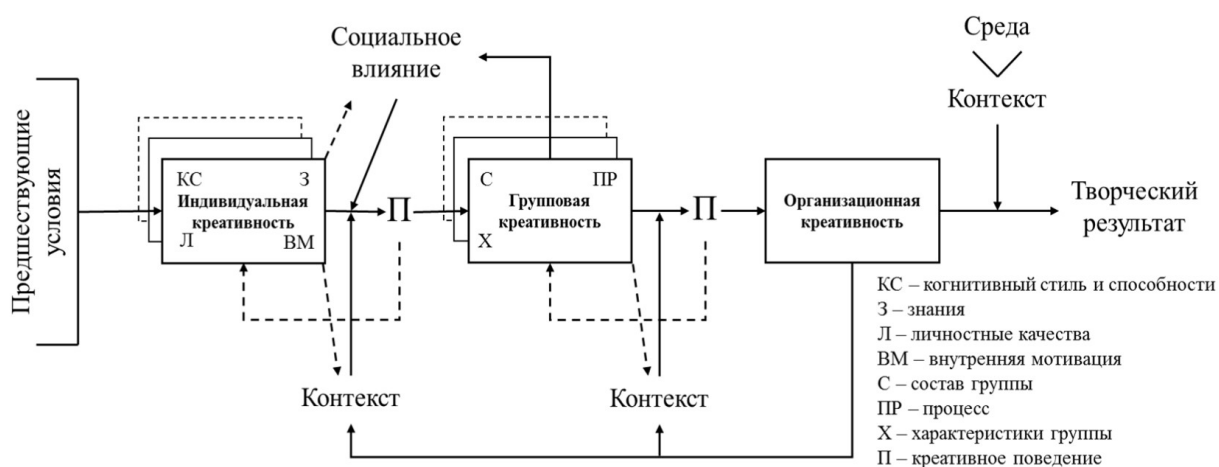 Предшествующие
условия
Социальное
влияние
КС
З
Индивидуальная
креативность
Л
ВМ
П
С
ПР
Групповая
креативность
Х
П
Организационная
креативность
Среда
Контекст
Творческий
результат
Контекст
Контекст
КС – когнитивный стиль и способности
З – знания
Л – личностные качества
ВМ – внутренняя мотивация
С – состав группы
ПР – процесс
Х – характеристики группы
П – креативное поведение